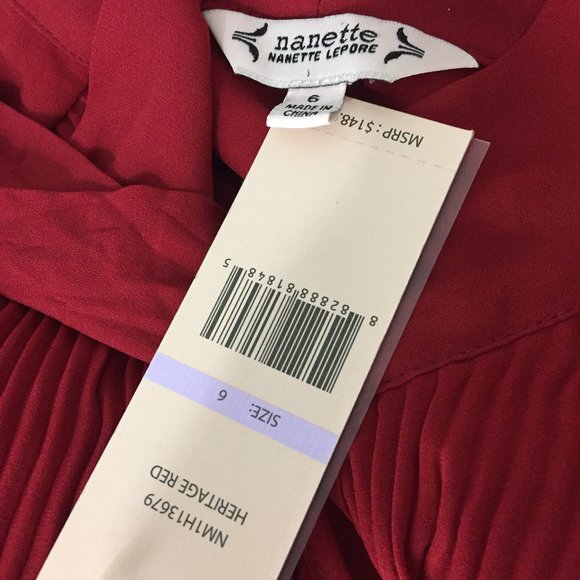 nanette
NANETTE LEPORE
6
MADE IN
CHINA
MSRP: $148.
8 82888 81848 5
SIZE: 6
NM1H13679
HERITAGE RED